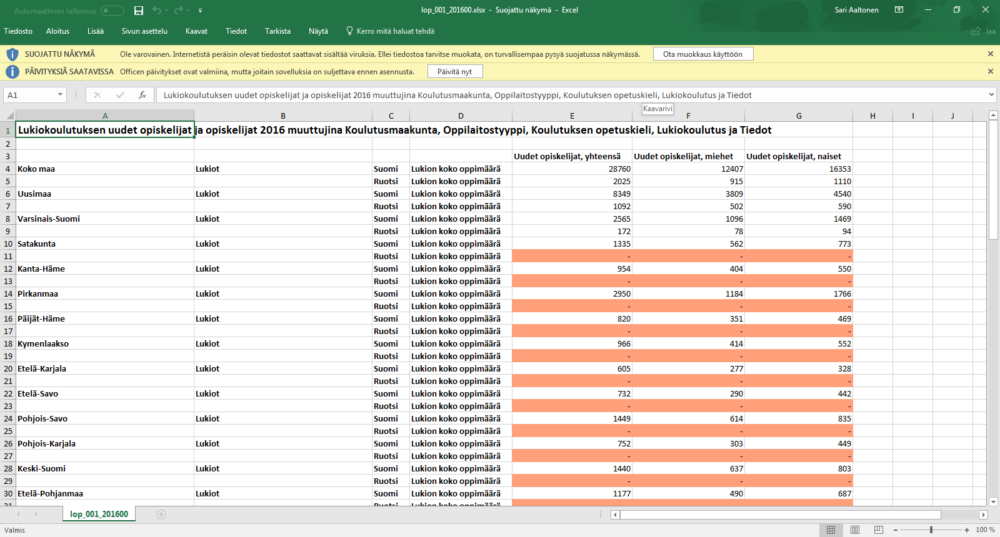 Automaattinen tallennus
lop_001_201600.xlsx - Suojattu näkymä - Excel
Sari Aaltonen
Tiedosto Aloitus Lisää Sivun asettelu Kaavat Tiedot Tarkista Näytä Kerro mitä haluat tehdä Jaa
SUOJATTU NÄKYMÄ Ole varovainen. Internetistä peräisin olevat tiedostot saattavat sisältää viruksia. Ellei tiedostoa tarvitse muokata, on turvallisempaa pysyä suojatussa näkymässä. Ota muokkaus käyttöön
PÄIVITYKSIÄ SAATAVISSA Officen päivitykset ovat valmiina, mutta joitain sovelluksia on suljettava ennen asennusta. Päivitä nyt
A1 fx Lukiokoulutuksen uudet opiskelijat ja opiskelijat 2016 muuttujina Koulutusmaakunta, Oppilaitostyyppi, Koulutuksen opetuskieli, Lukiokoulutus ja Tiedot
Kaavarivi
A B C D E F G H I J
1 Lukiokoulutuksen uudet opiskelijat ja opiskelijat 2016 muuttujina Koulutusmaakunta, Oppilaitostyyppi, Koulutuksen opetuskieli, Lukiokoulutus ja Tiedot
2
3 Uudet opiskelijat, yhteensä Uudet opiskelijat, miehet Uudet opiskelijat, naiset
4 Koko maa Lukiot Suomi Lukion koko oppimäärä 28760 12407 16353
5 Ruotsi Lukion koko oppimäärä 2025 915 1110
6 Uusimaa Lukiot Suomi Lukion koko oppimäärä 8349 3809 4540
7 Ruotsi Lukion koko oppimäärä 1092 502 590
8 Varsinais-Suomi Lukiot Suomi Lukion koko oppimäärä 2565 1096 1469
9 Ruotsi Lukion koko oppimäärä 172 78 94
10 Satakunta Lukiot Suomi Lukion koko oppimäärä 1335 562 773
11 Ruotsi Lukion koko oppimäärä - - -
12 Kanta-Häme Lukiot Suomi Lukion koko oppimäärä 954 404 550
13 Ruotsi Lukion koko oppimäärä - - -
14 Pirkanmaa Lukiot Suomi Lukion koko oppimäärä 2950 1184 1766
15 Ruotsi Lukion koko oppimäärä - - -
16 Päijät-Häme Lukiot Suomi Lukion koko oppimäärä 820 351 469
17 Ruotsi Lukion koko oppimäärä - - -
18 Kymenlaakso Lukiot Suomi Lukion koko oppimäärä 966 414 552
19 Ruotsi Lukion koko oppimäärä - - -
20 Etelä-Karjala Lukiot Suomi Lukion koko oppimäärä 605 277 328
21 Ruotsi Lukion koko oppimäärä - - -
22 Etelä-Savo Lukiot Suomi Lukion koko oppimäärä 732 290 442
23 Ruotsi Lukion koko oppimäärä - - -
24 Pohjois-Savo Lukiot Suomi Lukion koko oppimäärä 1449 614 835
25 Ruotsi Lukion koko oppimäärä - - -
26 Pohjois-Karjala Lukiot Suomi Lukion koko oppimäärä 752 303 449
27 Ruotsi Lukion koko oppimäärä - - -
28 Keski-Suomi Lukiot Suomi Lukion koko oppimäärä 1440 637 803
29 Ruotsi Lukion koko oppimäärä - - -
30 Etelä-Pohjanmaa Lukiot Suomi Lukion koko oppimäärä 1177 490 687
31 Ruotsi Lukion koko oppimäärä
lop_001_201600
Valmis 100 %